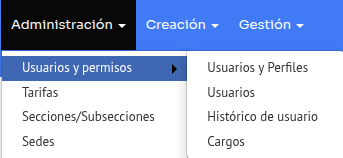 Administración Creación Gestión
Usuarios y permisos
Tarifas
Secciones/Subsecciones
Sedes
Usuarios y Perfiles
Usuarios
Histórico de usuario
Cargos